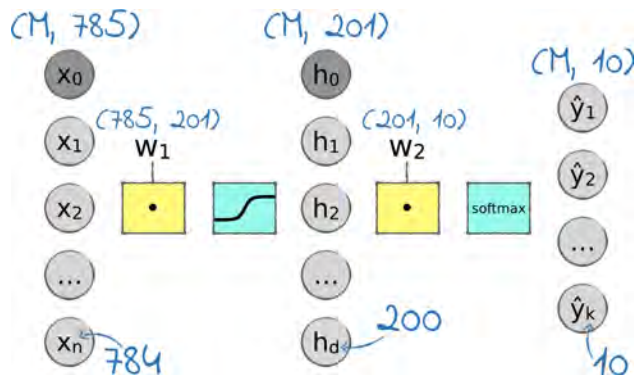 (M, 785)
(M, 201)
(M, 10)
x₀
h₀
ŷ₁
(785, 201)
(201, 10)
x₁
w₁
h₁
w₂
ŷ₂
x₂
•
h₂
•
softmax
...
...
...
xₙ
784
h_d
200
ŷₖ
10